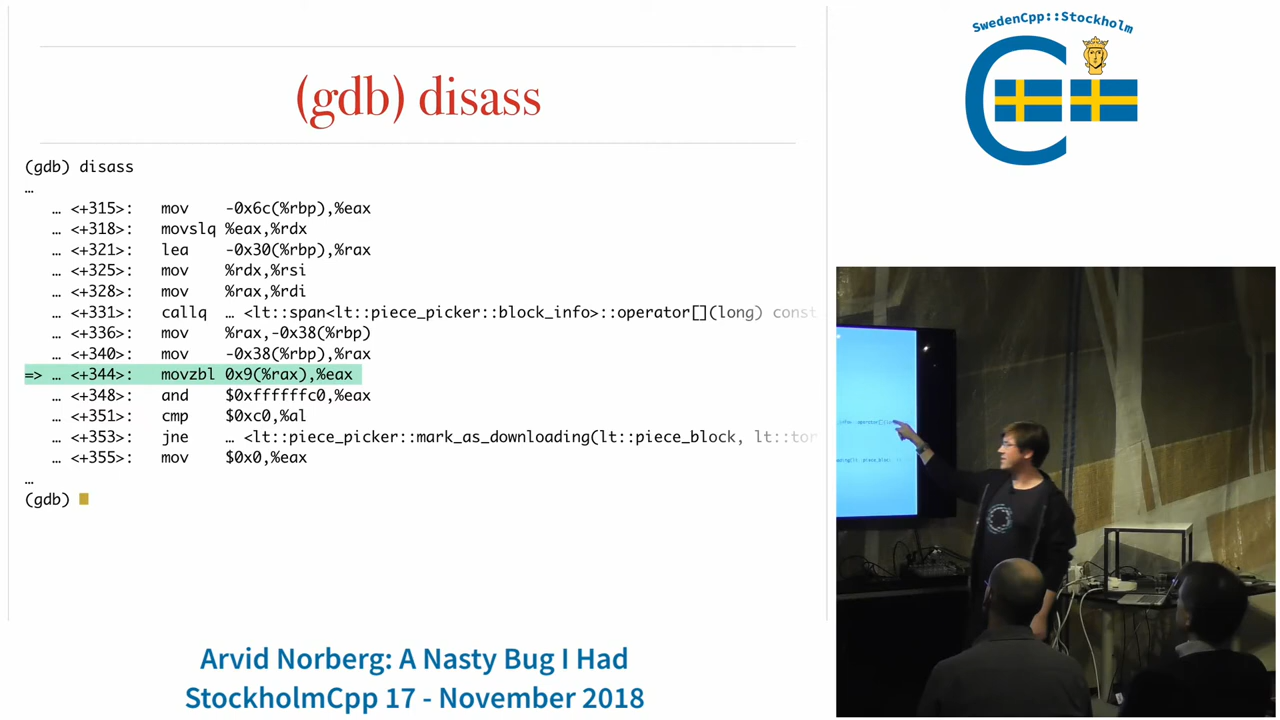 SwedenCpp::Stockholm
(gdb) disass
(gdb) disass
…
… <+315>: mov -0x6c(%rbp),%eax
… <+318>: movslq %eax,%rdx
… <+321>: lea -0x30(%rbp),%rax
… <+325>: mov %rdx,%rsi
… <+328>: mov %rax,%rdi
… <+331>: callq … <lt::span<lt::piece_picker::block_info>::operator[](long) const
… <+336>: mov %rax,-0x38(%rbp)
… <+340>: mov -0x38(%rbp),%rax
=> … <+344>: movzbl 0x9(%rax),%eax
… <+348>: and $0xffffffc0,%eax
… <+351>: cmp $0xc0,%al
… <+353>: jne … <lt::piece_picker::mark_as_downloading(lt::piece_block, lt::tor
… <+355>: mov $0x0,%eax
…
(gdb)
Arvid Norberg: A Nasty Bug I Had
StockholmCpp 17 - November 2018